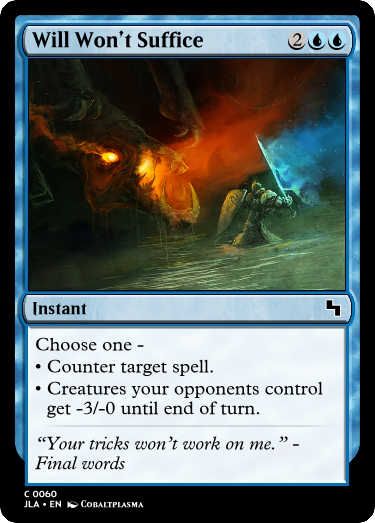 Will Won't Suffice 2
Instant
Choose one -
• Counter target spell.
• Creatures your opponents control
get -3/-0 until end of turn.
"Your tricks won't work on me." -
Final words
C 0060
JLA • EN Cobaltplasma